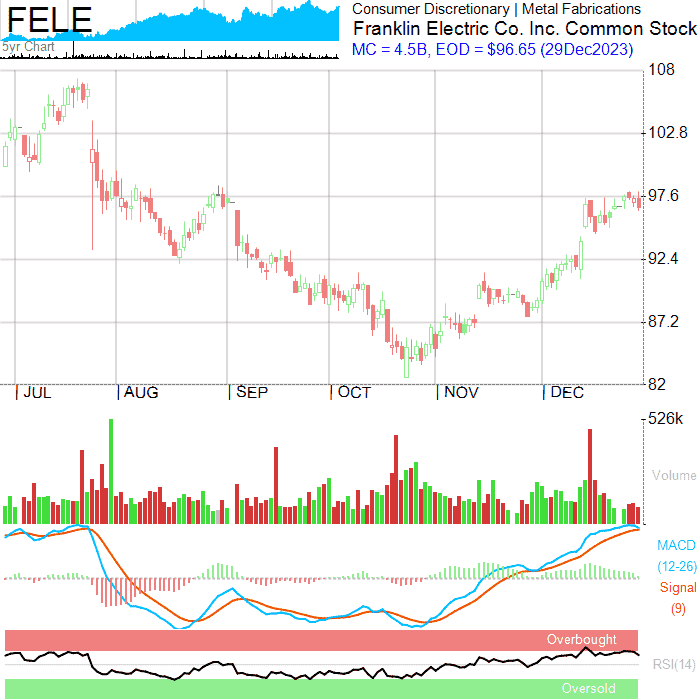 FELE
5yr Chart
Consumer Discretionary | Metal Fabrications
Franklin Electric Co. Inc. Common Stock
MC = 4.5B, EOD = $96.65 (29Dec2023)
108
102.8
97.6
92.4
87.2
82
JUL AUG SEP OCT NOV DEC
526k
Volume
MACD
(12-26)
Signal
(9)
Overbought
RSI(14)
Oversold